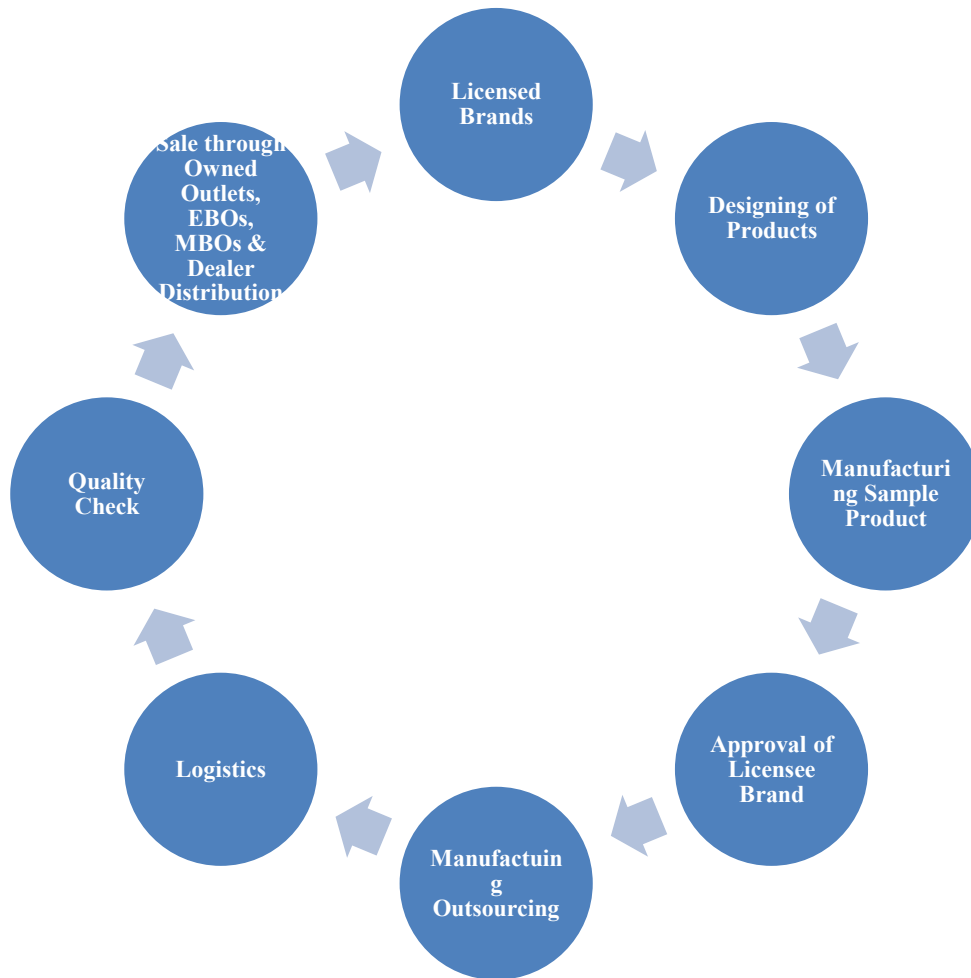 Licensed
Brands
Designing of
Products
Manufacturi
ng Sample
Product
Approval of
Licensee
Brand
Manufactuin
g
Outsourcing
Logistics
Quality
Check
Sale through
Owned
Outlets,
EBOs,
MBOs &
Dealer
Distribution